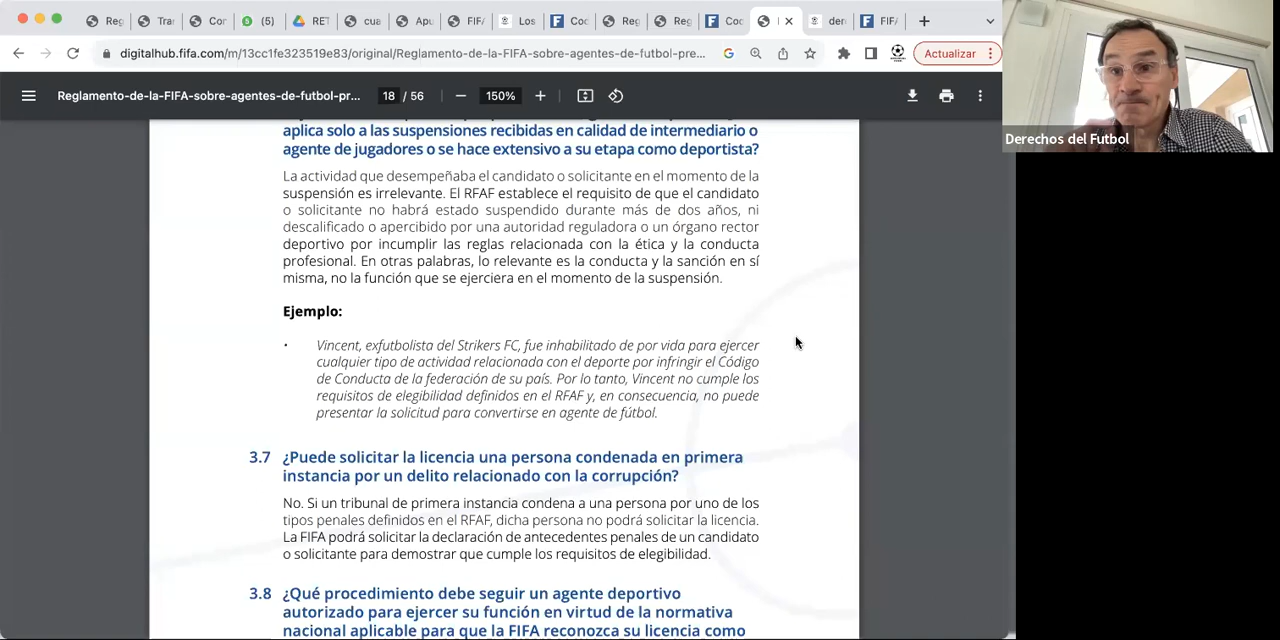 Reg
Tra
Cor
(5)
RET
cua
Apu
FIFA
Los
Coc
Reg
Reg
Coc
der
FIFA
digitalhub.fifa.com/m/13cc1fe323519e83/original/Reglamento-de-la-FIFA-sobre-agentes-de-futbol-pre...
Actualizar
Reglamento-de-la-FIFA-sobre-agentes-de-futbol-pr...
18 / 56
150%
Derechos del Futbol
aplica solo a las suspensiones recibidas en calidad de intermediario o
agente de jugadores o se hace extensivo a su etapa como deportista?
La actividad que desempeñaba el candidato o solicitante en el momento de la
suspensión es irrelevante. El RFAF establece el requisito de que el candidato
o solicitante no habrá estado suspendido durante más de dos años, ni
descalificado o apercibido por una autoridad reguladora o un órgano rector
deportivo por incumplir las reglas relacionada con la ética y la conducta
profesional. En otras palabras, lo relevante es la conducta y la sanción en sí
misma, no la función que se ejerciera en el momento de la suspensión.
Ejemplo:
• Vincent, exfutbolista del Strikers FC, fue inhabilitado de por vida para ejercer
cualquier tipo de actividad relacionada con el deporte por infringir el Código
de Conducta de la federación de su país. Por lo tanto, Vincent no cumple los
requisitos de elegibilidad definidos en el RFAF y, en consecuencia, no puede
presentar la solicitud para convertirse en agente de fútbol.
3.7 ¿Puede solicitar la licencia una persona condenada en primera
instancia por un delito relacionado con la corrupción?
No. Si un tribunal de primera instancia condena a una persona por uno de los
tipos penales definidos en el RFAF, dicha persona no podrá solicitar la licencia.
La FIFA podrá solicitar la declaración de antecedentes penales de un candidato
o solicitante para demostrar que cumple los requisitos de elegibilidad.
3.8 ¿Qué procedimiento debe seguir un agente deportivo
autorizado para ejercer su función en virtud de la normativa
nacional aplicable para que la FIFA reconozca su licencia como